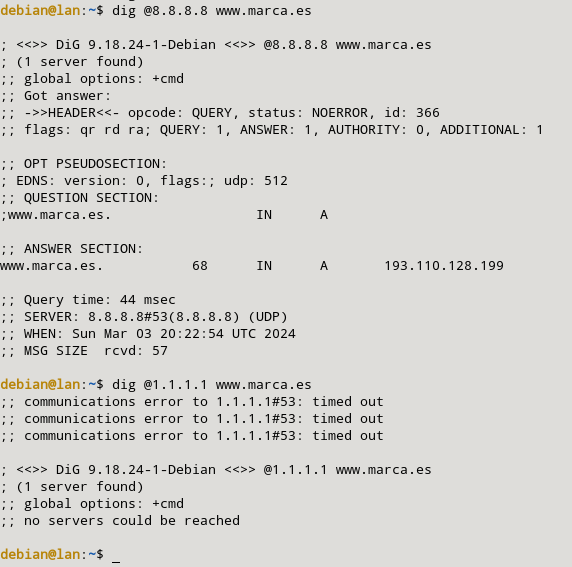 debian@lan:~$ dig @8.8.8.8 www.marca.es

; <<>> DiG 9.18.24-1-Debian <<>> @8.8.8.8 www.marca.es
; (1 server found)
;; global options: +cmd
;; Got answer:
;; ->>HEADER<<- opcode: QUERY, status: NOERROR, id: 366
;; flags: qr rd ra; QUERY: 1, ANSWER: 1, AUTHORITY: 0, ADDITIONAL: 1

;; OPT PSEUDOSECTION:
; EDNS: version: 0, flags:; udp: 512
;; QUESTION SECTION:
;www.marca.es.                  IN      A

;; ANSWER SECTION:
www.marca.es.           68      IN      A       193.110.128.199

;; Query time: 44 msec
;; SERVER: 8.8.8.8#53(8.8.8.8) (UDP)
;; WHEN: Sun Mar 03 20:22:54 UTC 2024
;; MSG SIZE  rcvd: 57

debian@lan:~$ dig @1.1.1.1 www.marca.es
;; communications error to 1.1.1.1#53: timed out
;; communications error to 1.1.1.1#53: timed out
;; communications error to 1.1.1.1#53: timed out

; <<>> DiG 9.18.24-1-Debian <<>> @1.1.1.1 www.marca.es
; (1 server found)
;; global options: +cmd
;; no servers could be reached

debian@lan:~$ _